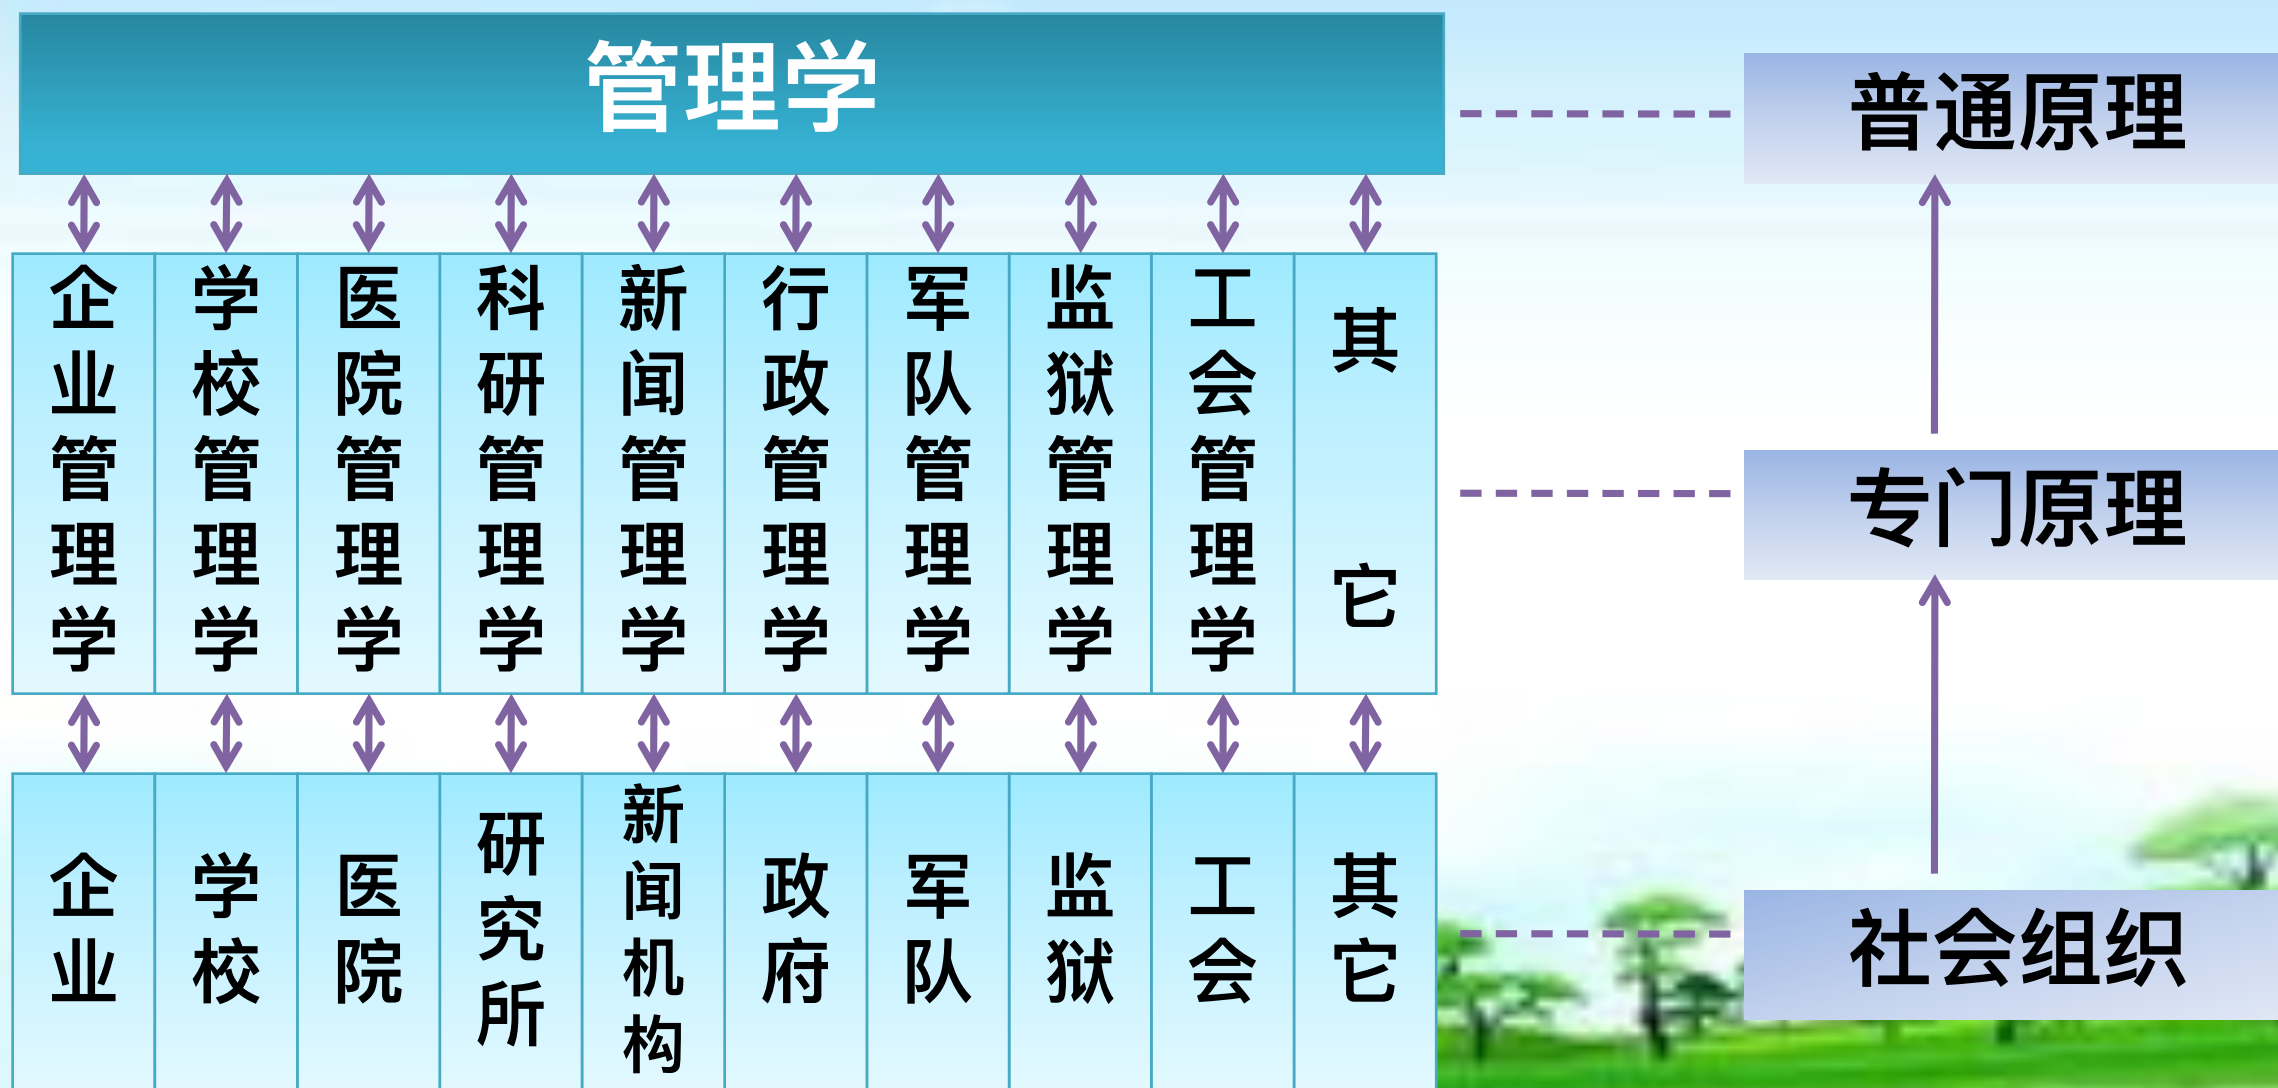 管理学
普通原理
企业管理学
学校管理学
医院管理学
科研管理学
新闻管理学
行政管理学
军队管理学
监狱管理学
工会管理学
其它
专门原理
企业
学校
医院
研究所
新闻机构
政府
军队
监狱
工会
其它
社会组织